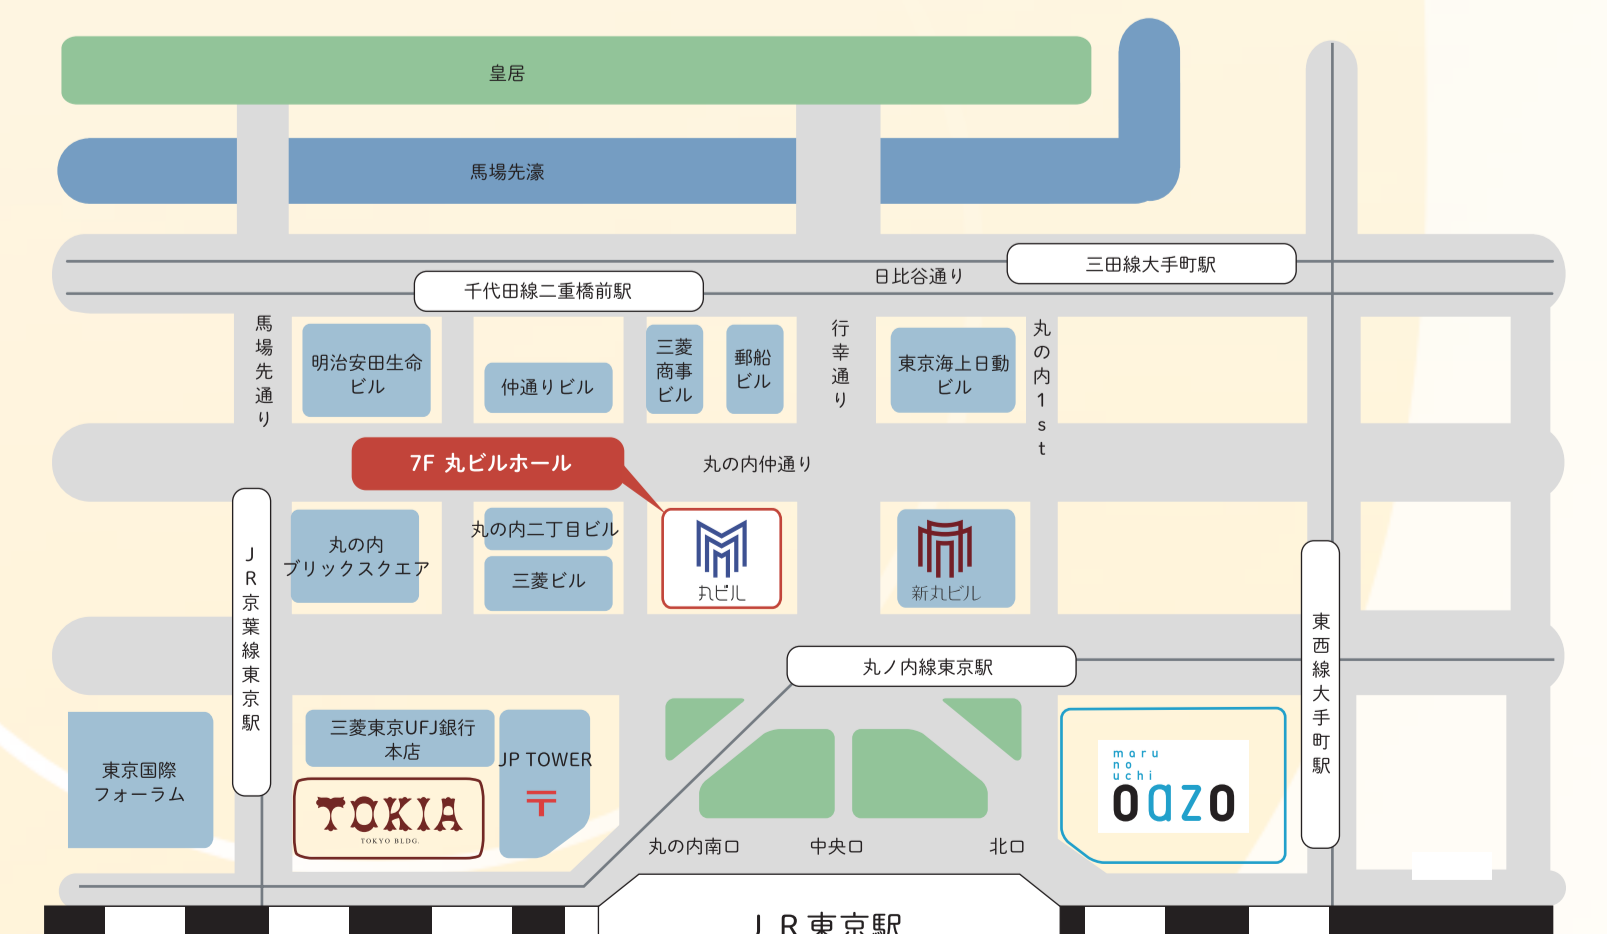 皇居
馬場先濠
三田線大手町駅
日比谷通り
千代田線二重橋前駅
馬場先通り
明治安田生命
ビル
仲通りビル
三菱
商事
ビル
郵船
ビル
行幸通り
東京海上日動
ビル
丸の内1st
7F 丸ビルホール
丸の内仲通り
JR京葉線東京駅
丸の内
ブリックスクエア
丸の内二丁目ビル
三菱ビル
丸ビル
新丸ビル
東西線大手町駅
丸ノ内線東京駅
東京国際
フォーラム
三菱東京UFJ銀行
本店
JP TOWER
TOKIA
TOKYO BLDG.
maru
no
uchi
oazo
丸の内南口
中央口
北口
JR東京駅